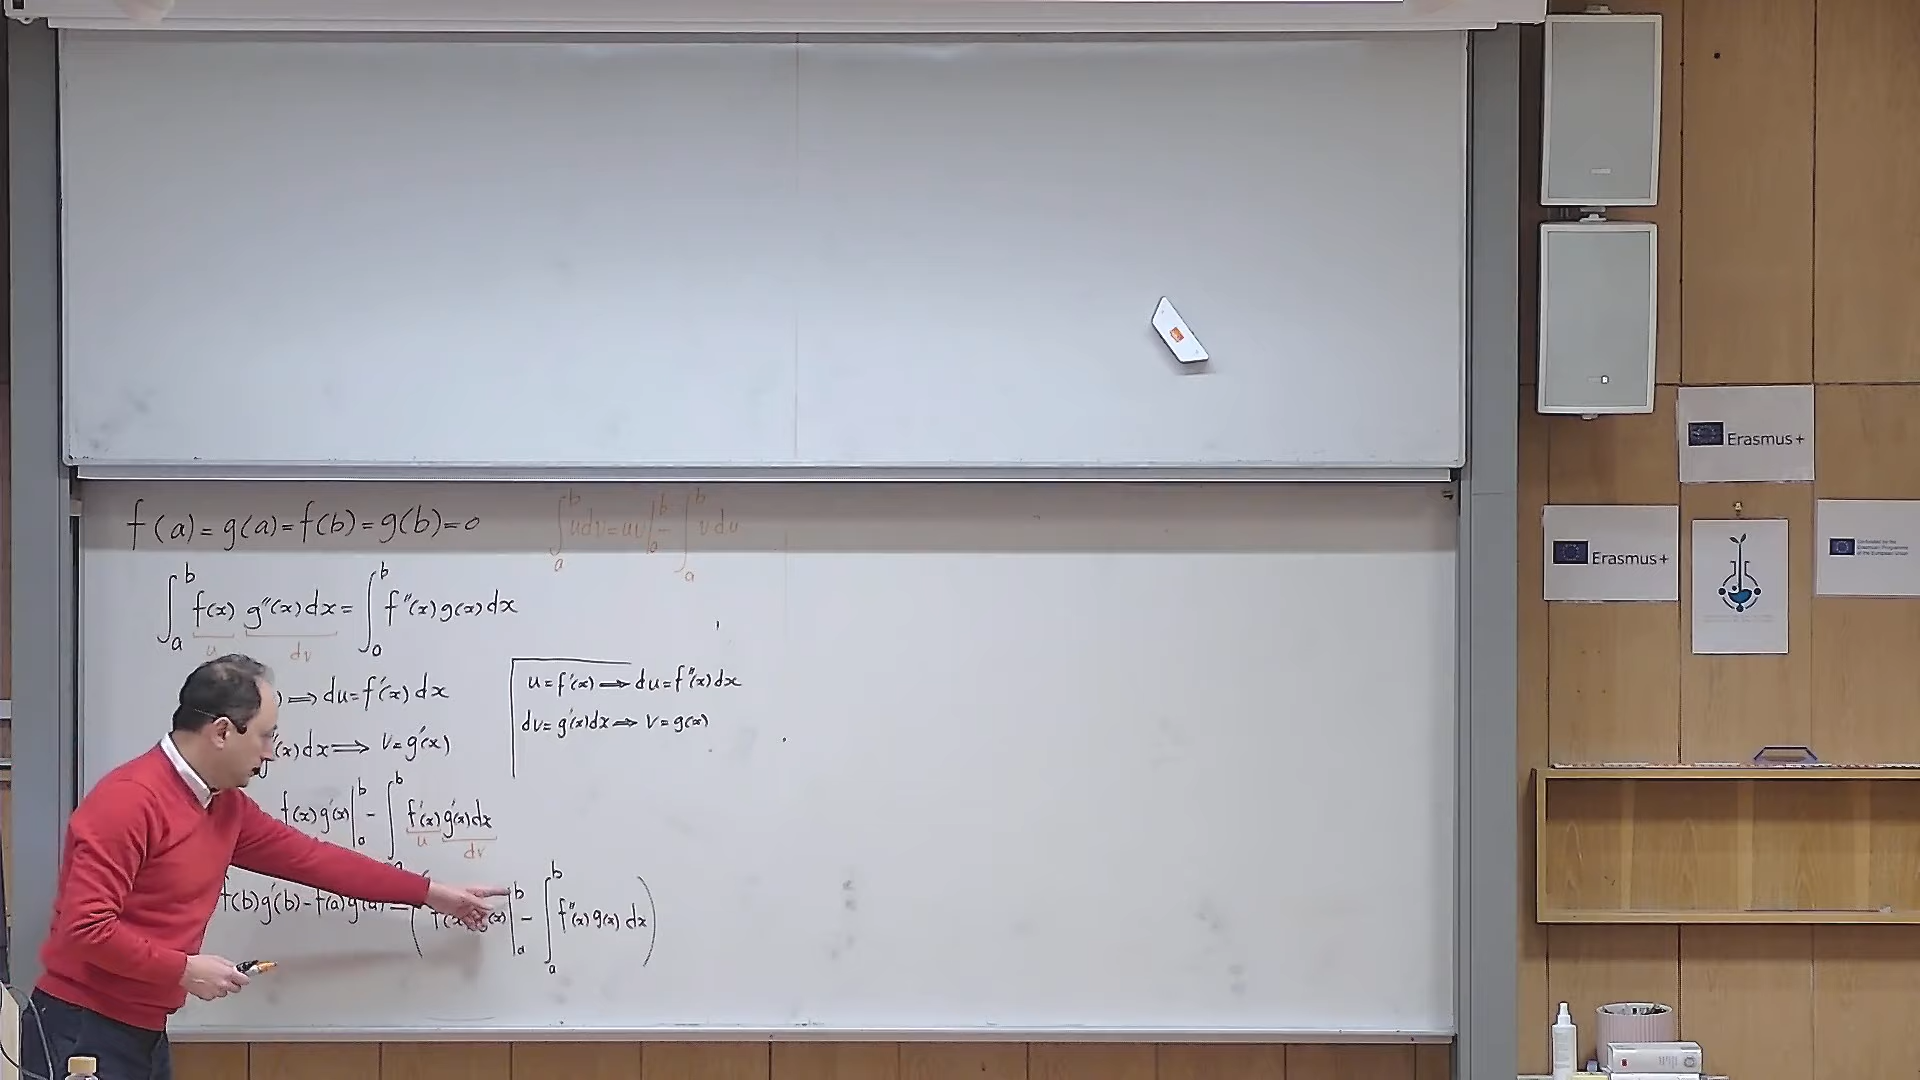 f(a) = g(a) = f(b) = g(b) = 0
∫_a^b u dv = uv|_a^b - ∫_a^b v du
∫_a^b f(x) g''(x) dx = ∫_a^b f''(x) g(x) dx
u dv
) ⟹ du = f'(x) dx
'(x) dx ⟹ v = g'(x)
u = f'(x) ⟹ du = f''(x) dx
dv = g'(x) dx ⟹ v = g(x)
f(x) g'(x)|_a^b - ∫_a^b f'(x) g'(x) dx
u dv
f(b) g'(b) - f(a) g'(a) - ( f'(x) g(x)|_a^b - ∫_a^b f''(x) g(x) dx )
Erasmus+
Erasmus+